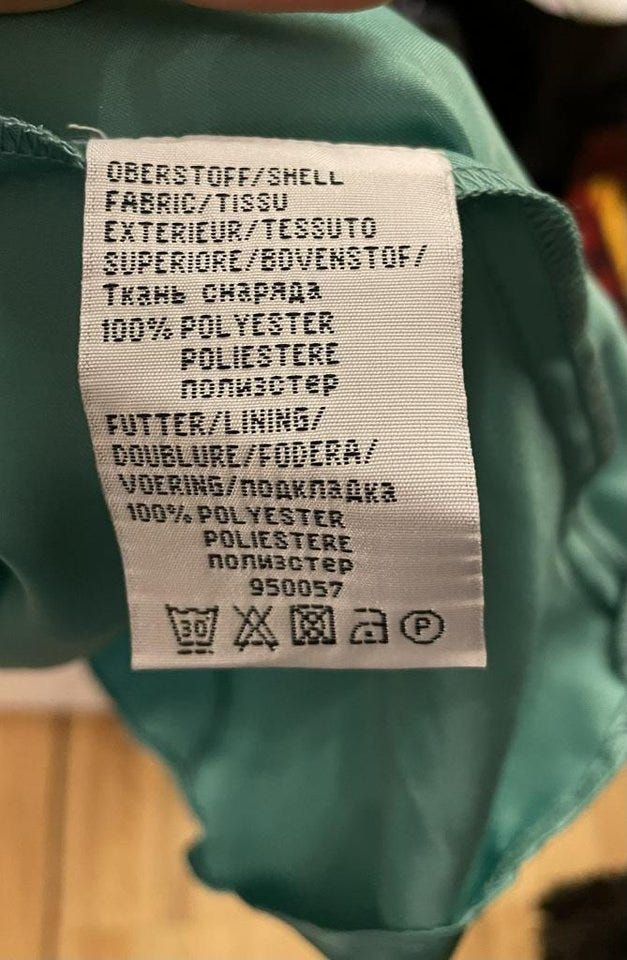 OBERSTOFF/SHELL
FABRIC/TISSU
EXTERIEUR/TESSUTO
SUPERIORE/BOVENSTOF/
Ткань снаряда
100% POLYESTER
POLIESTERE
полиэстер
FUTTER/LINING/
DOUBLURE/FODERA/
VOERING/подкладка
100% POLYESTER
POLIESTERE
полиэстер
950057
30 P